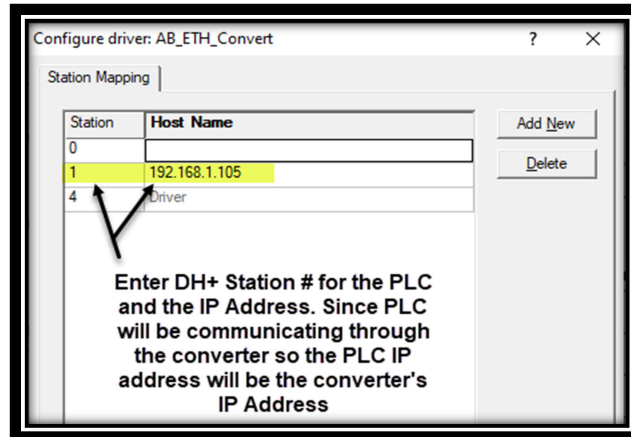 Configure driver: AB_ETH_Convert ? ×
Station Mapping
Station Host Name
Add New
0
1 192.168.1.105
Delete
4 Driver
Enter DH+ Station # for the PLC
and the IP Address. Since PLC
will be communicating through
the converter so the PLC IP
address will be the converter's
IP Address